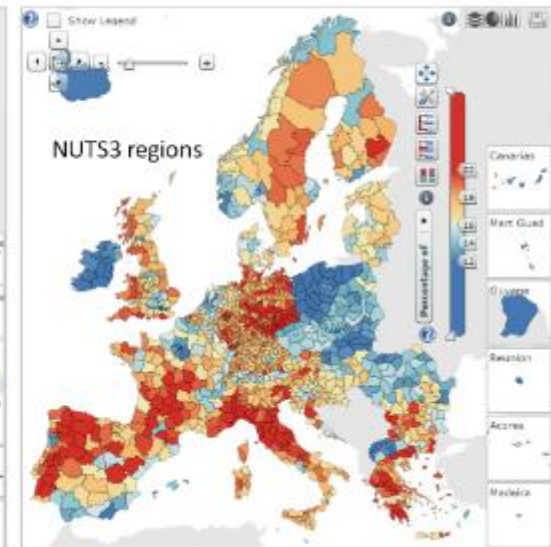 Show Legend
NUTS3 regions
Percentage of
Canarias
Mart Guad
Guyane
Reunion
Acores
Madeira